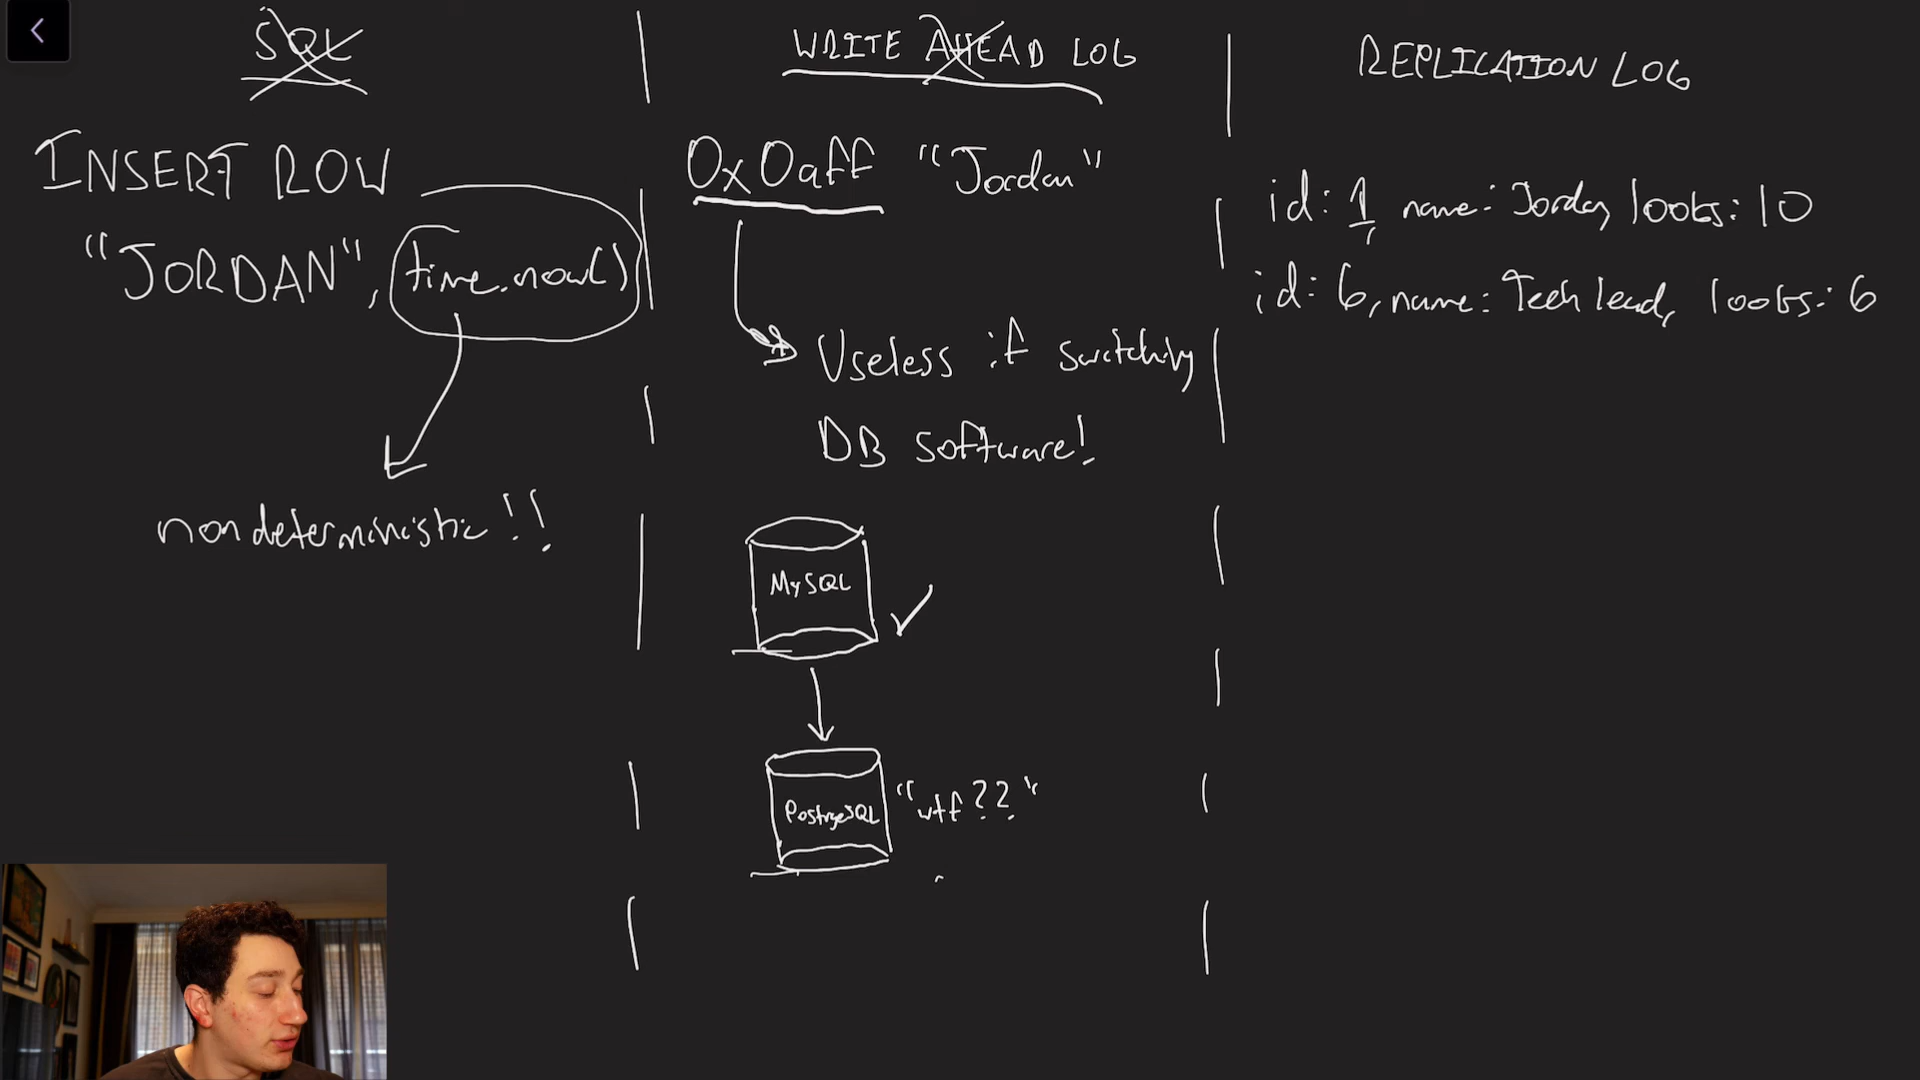 SQL
INSERT ROW
"JORDAN", time.now()
nondeterministic!!
WRITE AHEAD LOG
0x0aff "Jordan"
Useless if switching
DB software!
MySQL
PostgreSQL "wtf??"
REPLICATION LOG
id: 1, name: Jordan, looks: 10
id: 6, name: Tech lead, looks: 6